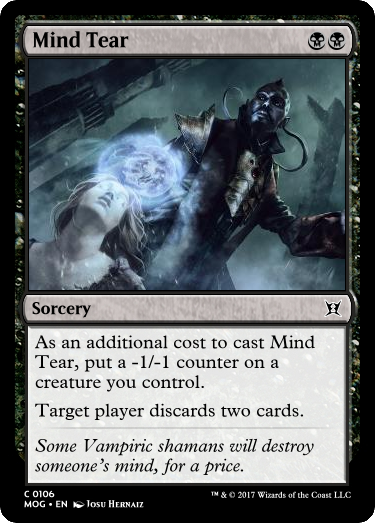 Mind Tear
Sorcery
As an additional cost to cast Mind
Tear, put a -1/-1 counter on a
creature you control.
Target player discards two cards.
Some Vampiric shamans will destroy
someone's mind, for a price.
C 0106
MOG • EN Josu Hernaiz
™ & © 2017 Wizards of the Coast LLC